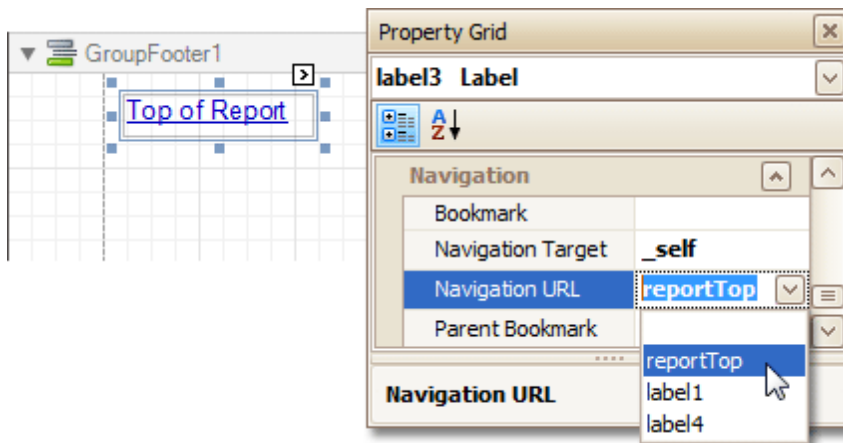 GroupFooter1
Top of Report
Property Grid
label3 Label
A
Z
Navigation
Bookmark
Navigation Target _self
Navigation URL reportTop
Parent Bookmark
reportTop
label1
label4
Navigation URL